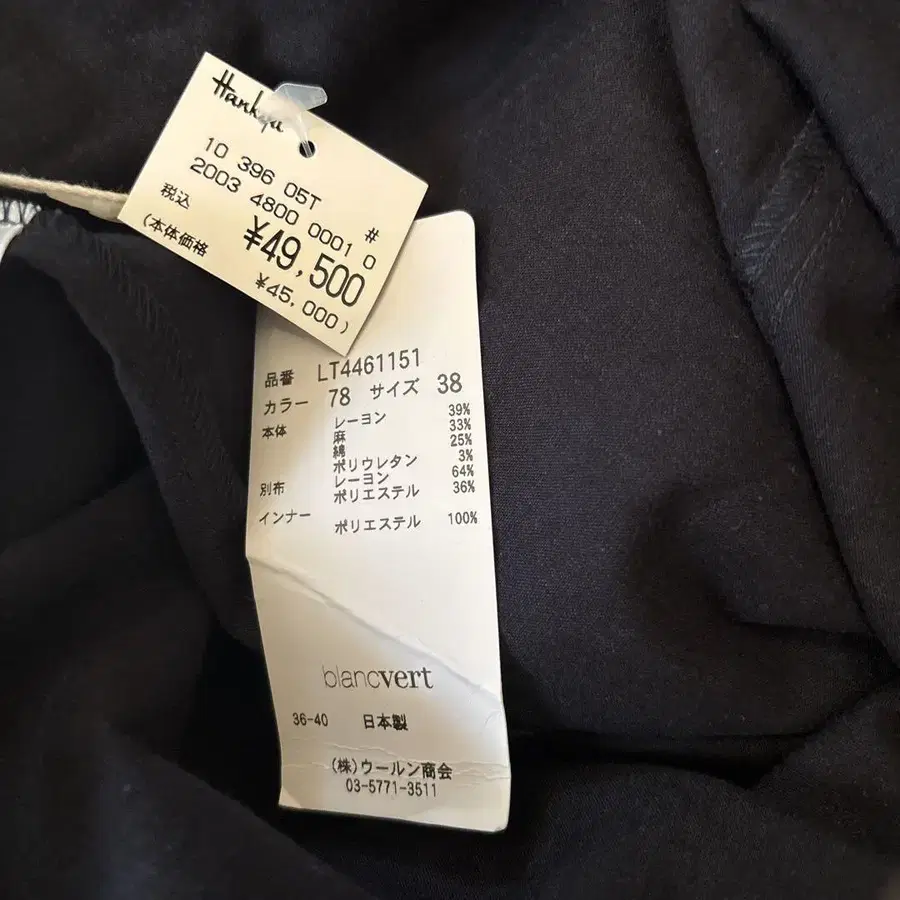 Hankyu
10 396 05T
2003 4800 0001 0
#
税込 ¥49,500
(本体価格 ¥45,000)
品番 LT4461151
カラー 78 サイズ 38
本体 レーヨン 39%
麻 33%
綿 25%
ポリウレタン 3%
別布 レーヨン 64%
ポリエステル 36%
インナー ポリエステル 100%
blancvert
36-40 日本製
(株)ウールン商会
03-5771-3511